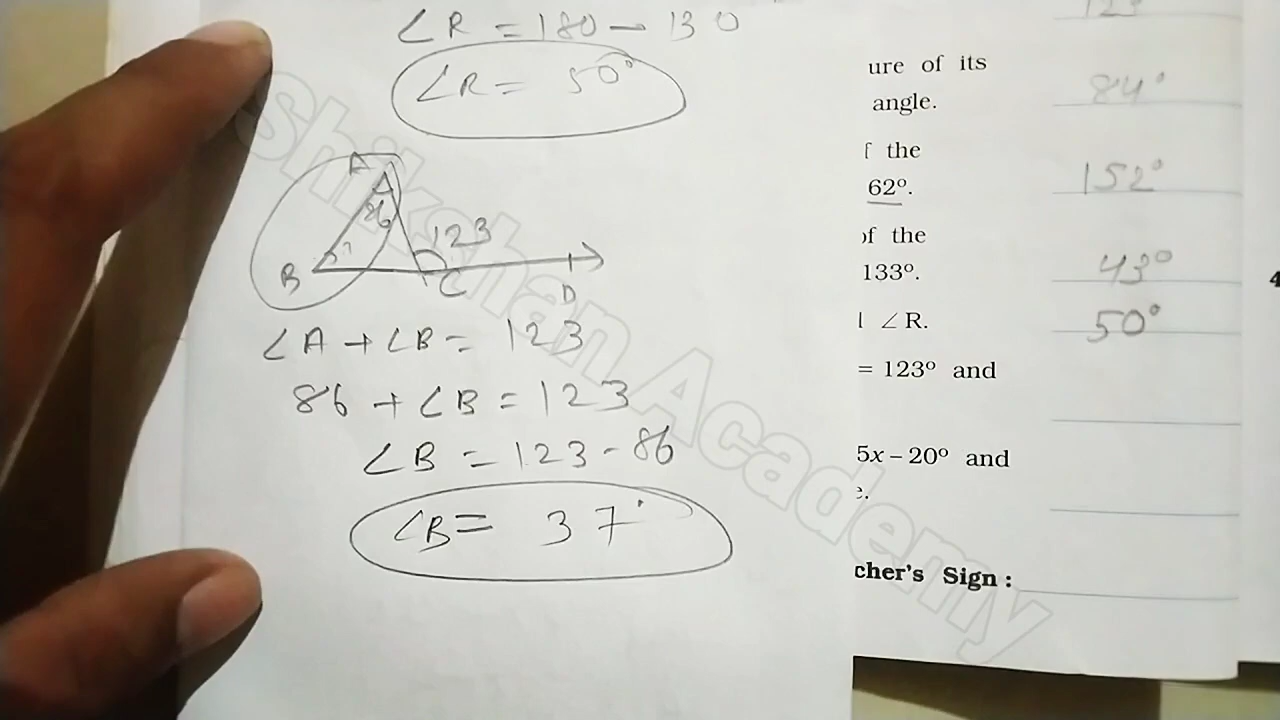 ∠R = 180 - 130
∠R = 50°
A
86
?
123
B
C
D
∠A + ∠B = 123
86 + ∠B = 123
∠B = 123 - 86
∠B = 37°
ure of its
angle.
84°
f the
62°.
152°
of the
133°.
43°
∠R.
50°
= 123° and
5x – 20° and
e.
cher's Sign :
4
Shikshan Academy